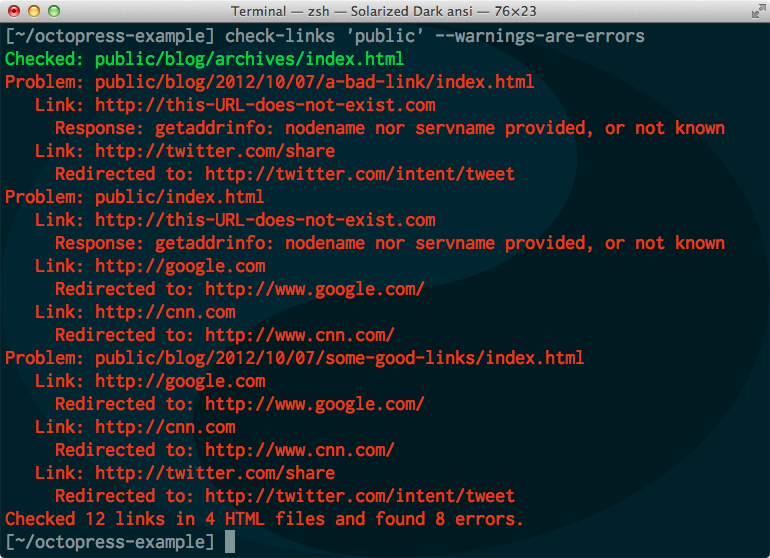 Terminal — zsh — Solarized Dark ansi — 76×23
[~/octopress-example] check-links 'public' --warnings-are-errors
Checked: public/blog/archives/index.html
Problem: public/blog/2012/10/07/a-bad-link/index.html
   Link: http://this-URL-does-not-exist.com
     Response: getaddrinfo: nodename nor servname provided, or not known
   Link: http://twitter.com/share
     Redirected to: http://twitter.com/intent/tweet
Problem: public/index.html
   Link: http://this-URL-does-not-exist.com
     Response: getaddrinfo: nodename nor servname provided, or not known
   Link: http://google.com
     Redirected to: http://www.google.com/
   Link: http://cnn.com
     Redirected to: http://www.cnn.com/
Problem: public/blog/2012/10/07/some-good-links/index.html
   Link: http://google.com
     Redirected to: http://www.google.com/
   Link: http://cnn.com
     Redirected to: http://www.cnn.com/
   Link: http://twitter.com/share
     Redirected to: http://twitter.com/intent/tweet
Checked 12 links in 4 HTML files and found 8 errors.
[~/octopress-example]